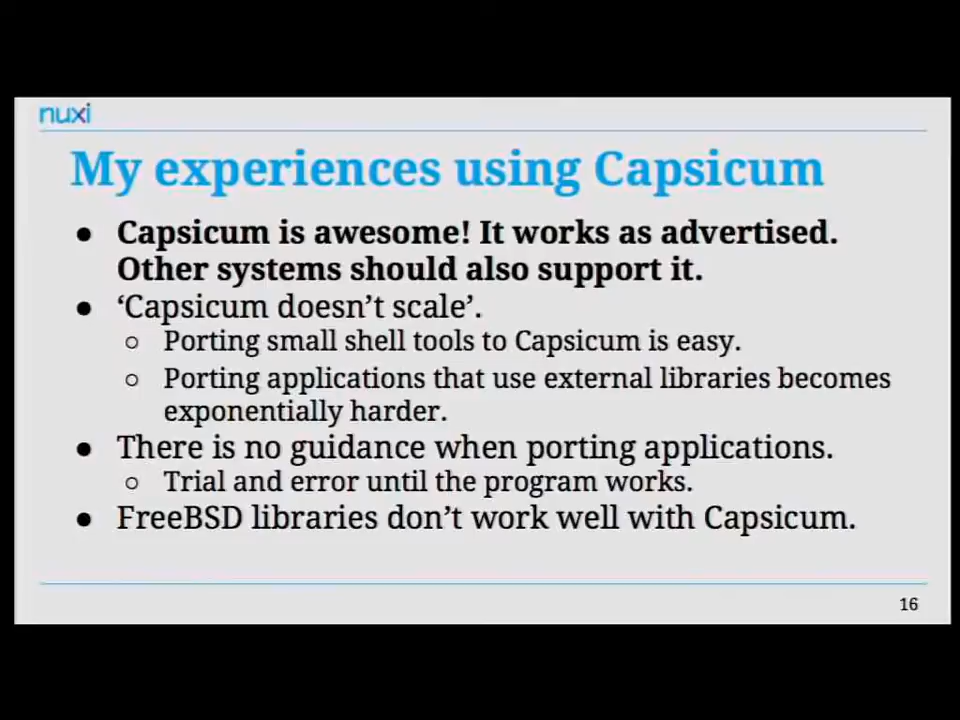 nuxi
My experiences using Capsicum
● Capsicum is awesome! It works as advertised.
Other systems should also support it.
● ‘Capsicum doesn’t scale’.
○ Porting small shell tools to Capsicum is easy.
○ Porting applications that use external libraries becomes
exponentially harder.
● There is no guidance when porting applications.
○ Trial and error until the program works.
● FreeBSD libraries don’t work well with Capsicum.
16